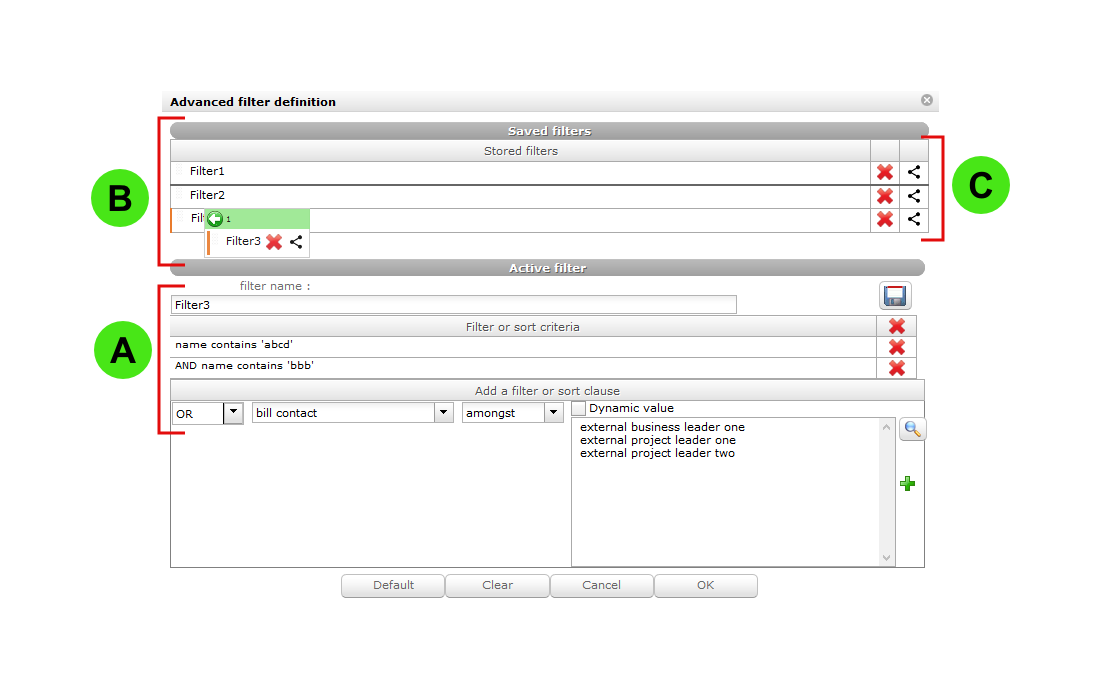 Advanced filter definition
Saved filters
Stored filters
Filter1
Filter2
Fil
1
Filter3
B
C
Active filter
filter name :
Filter3
Filter or sort criteria
name contains 'abcd'
AND name contains 'bbb'
A
Add a filter or sort clause
OR bill contact amongst Dynamic value
external business leader one
external project leader one
external project leader two
Default Clear Cancel OK